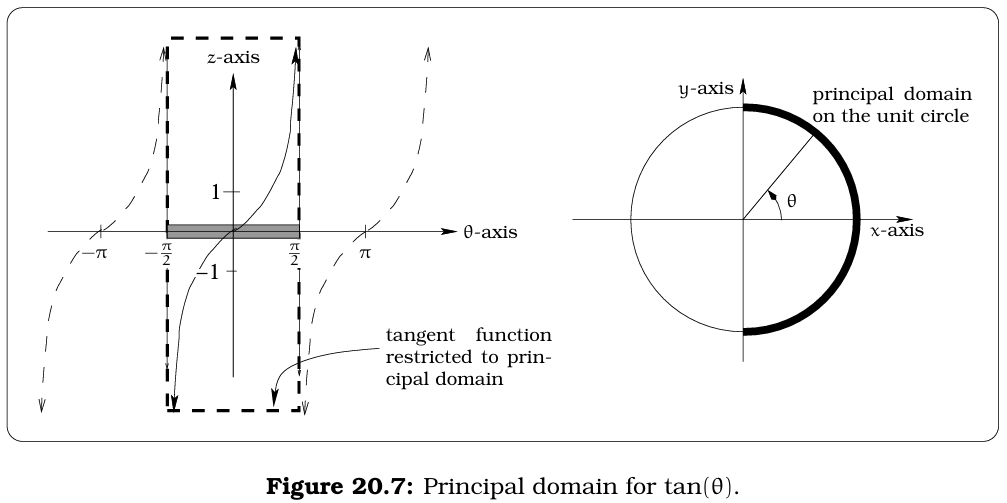 z-axis
1
θ-axis
−π
−π/2
π/2
π
−1
tangent function
restricted to prin-
cipal domain
y-axis
principal domain
on the unit circle
θ
x-axis
Figure 20.7: Principal domain for tan(θ).